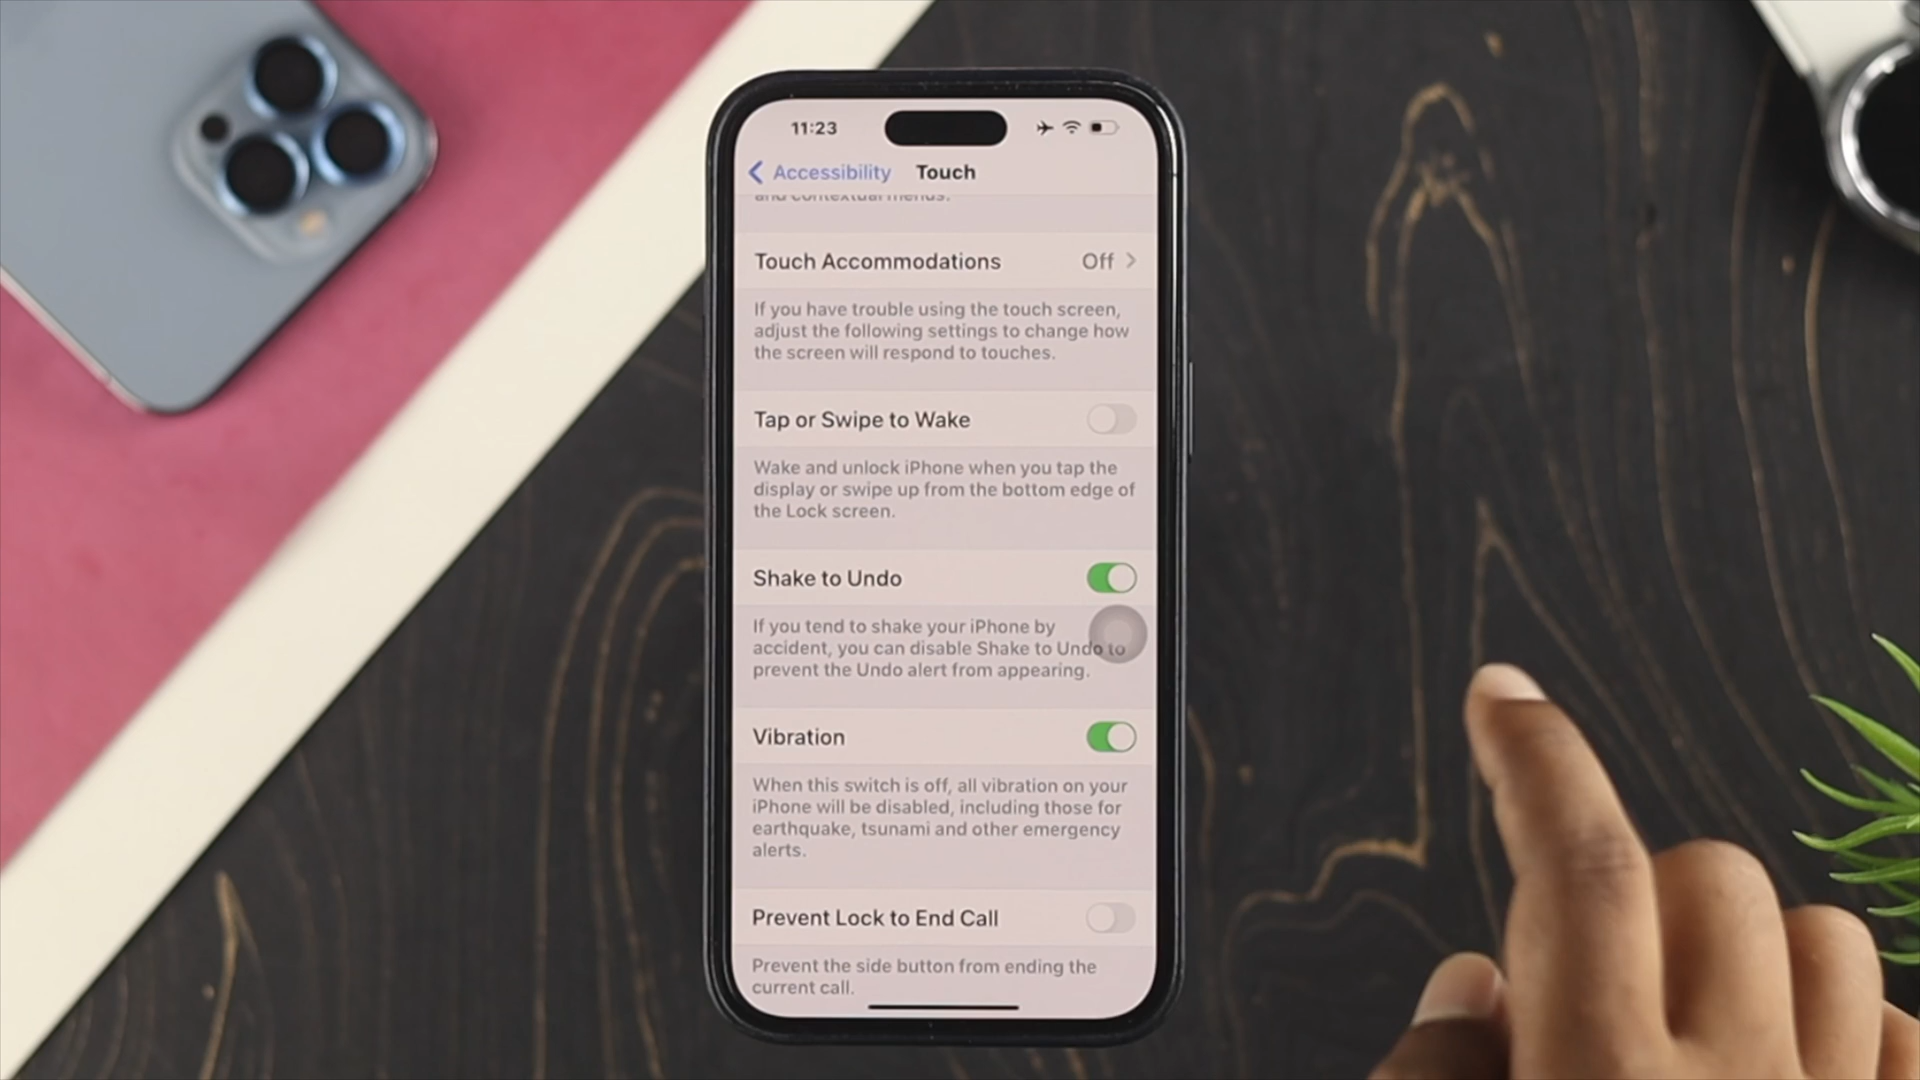 11:23
Accessibility Touch
and contextual menus.
Touch Accommodations Off
If you have trouble using the touch screen,
adjust the following settings to change how
the screen will respond to touches.
Tap or Swipe to Wake
Wake and unlock iPhone when you tap the
display or swipe up from the bottom edge of
the Lock screen.
Shake to Undo
If you tend to shake your iPhone by
accident, you can disable Shake to Undo to
prevent the Undo alert from appearing.
Vibration
When this switch is off, all vibration on your
iPhone will be disabled, including those for
earthquake, tsunami and other emergency
alerts.
Prevent Lock to End Call
Prevent the side button from ending the
current call.